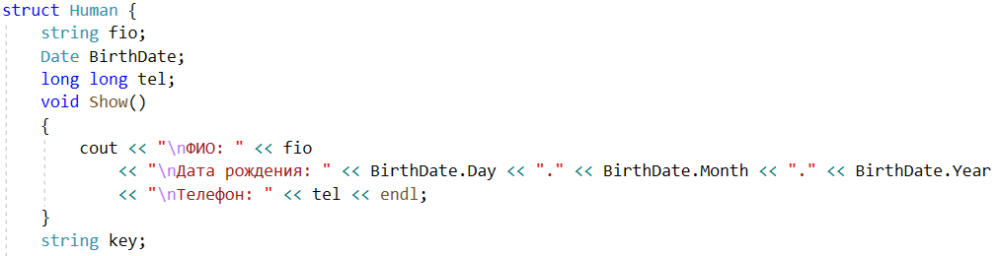 struct Human {
    string fio;
    Date BirthDate;
    long long tel;
    void Show()
    {
        cout << "\nФИО: " << fio
            << "\nДата рождения: " << BirthDate.Day << "." << BirthDate.Month << "." << BirthDate.Year
            << "\nТелефон: " << tel << endl;
    }
    string key;